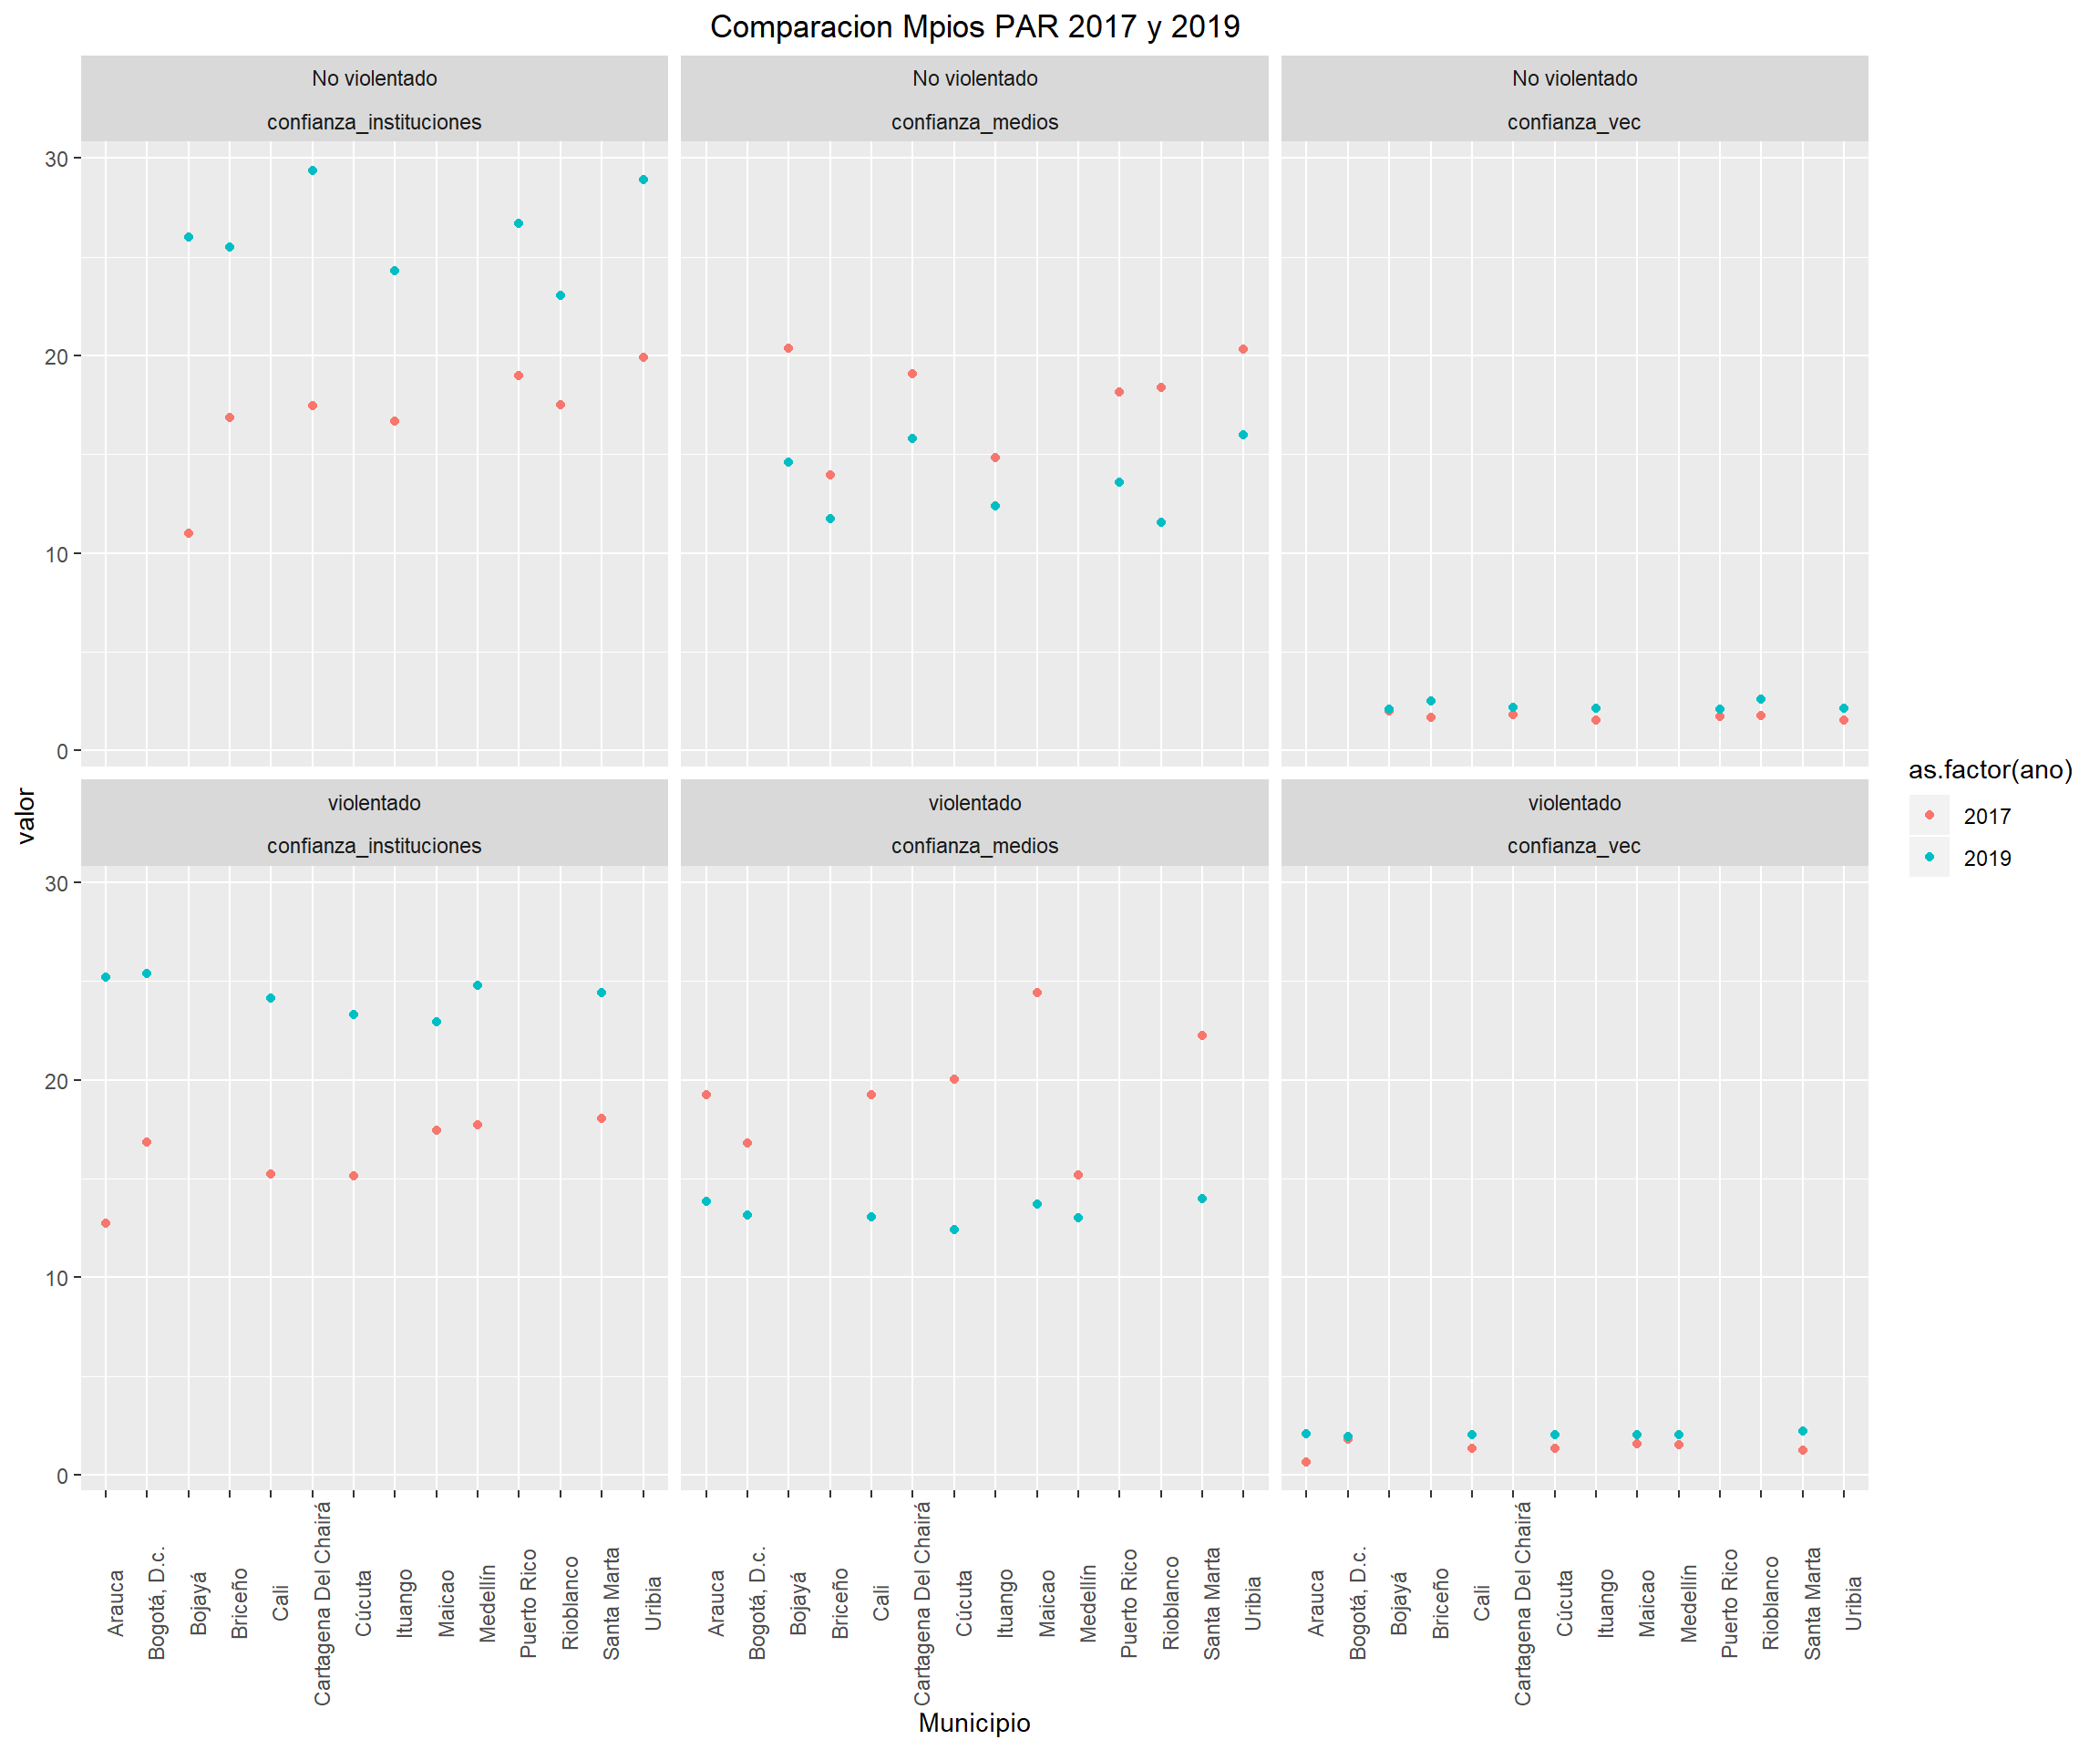 Comparacion Mpios PAR 2017 y 2019
No violentado
confianza_instituciones
No violentado
confianza_medios
No violentado
confianza_vec
30
20
10
0
violentado
confianza_instituciones
violentado
confianza_medios
violentado
confianza_vec
30
20
10
0
valor
Arauca
Bogotá, D.c.
Bojayá
Briceño
Cali
Cartagena Del Chairá
Cúcuta
Ituango
Maicao
Medellín
Puerto Rico
Rioblanco
Santa Marta
Uribia
Arauca
Bogotá, D.c.
Bojayá
Briceño
Cali
Cartagena Del Chairá
Cúcuta
Ituango
Maicao
Medellín
Puerto Rico
Rioblanco
Santa Marta
Uribia
Arauca
Bogotá, D.c.
Bojayá
Briceño
Cali
Cartagena Del Chairá
Cúcuta
Ituango
Maicao
Medellín
Puerto Rico
Rioblanco
Santa Marta
Uribia
Municipio
as.factor(ano)
2017
2019